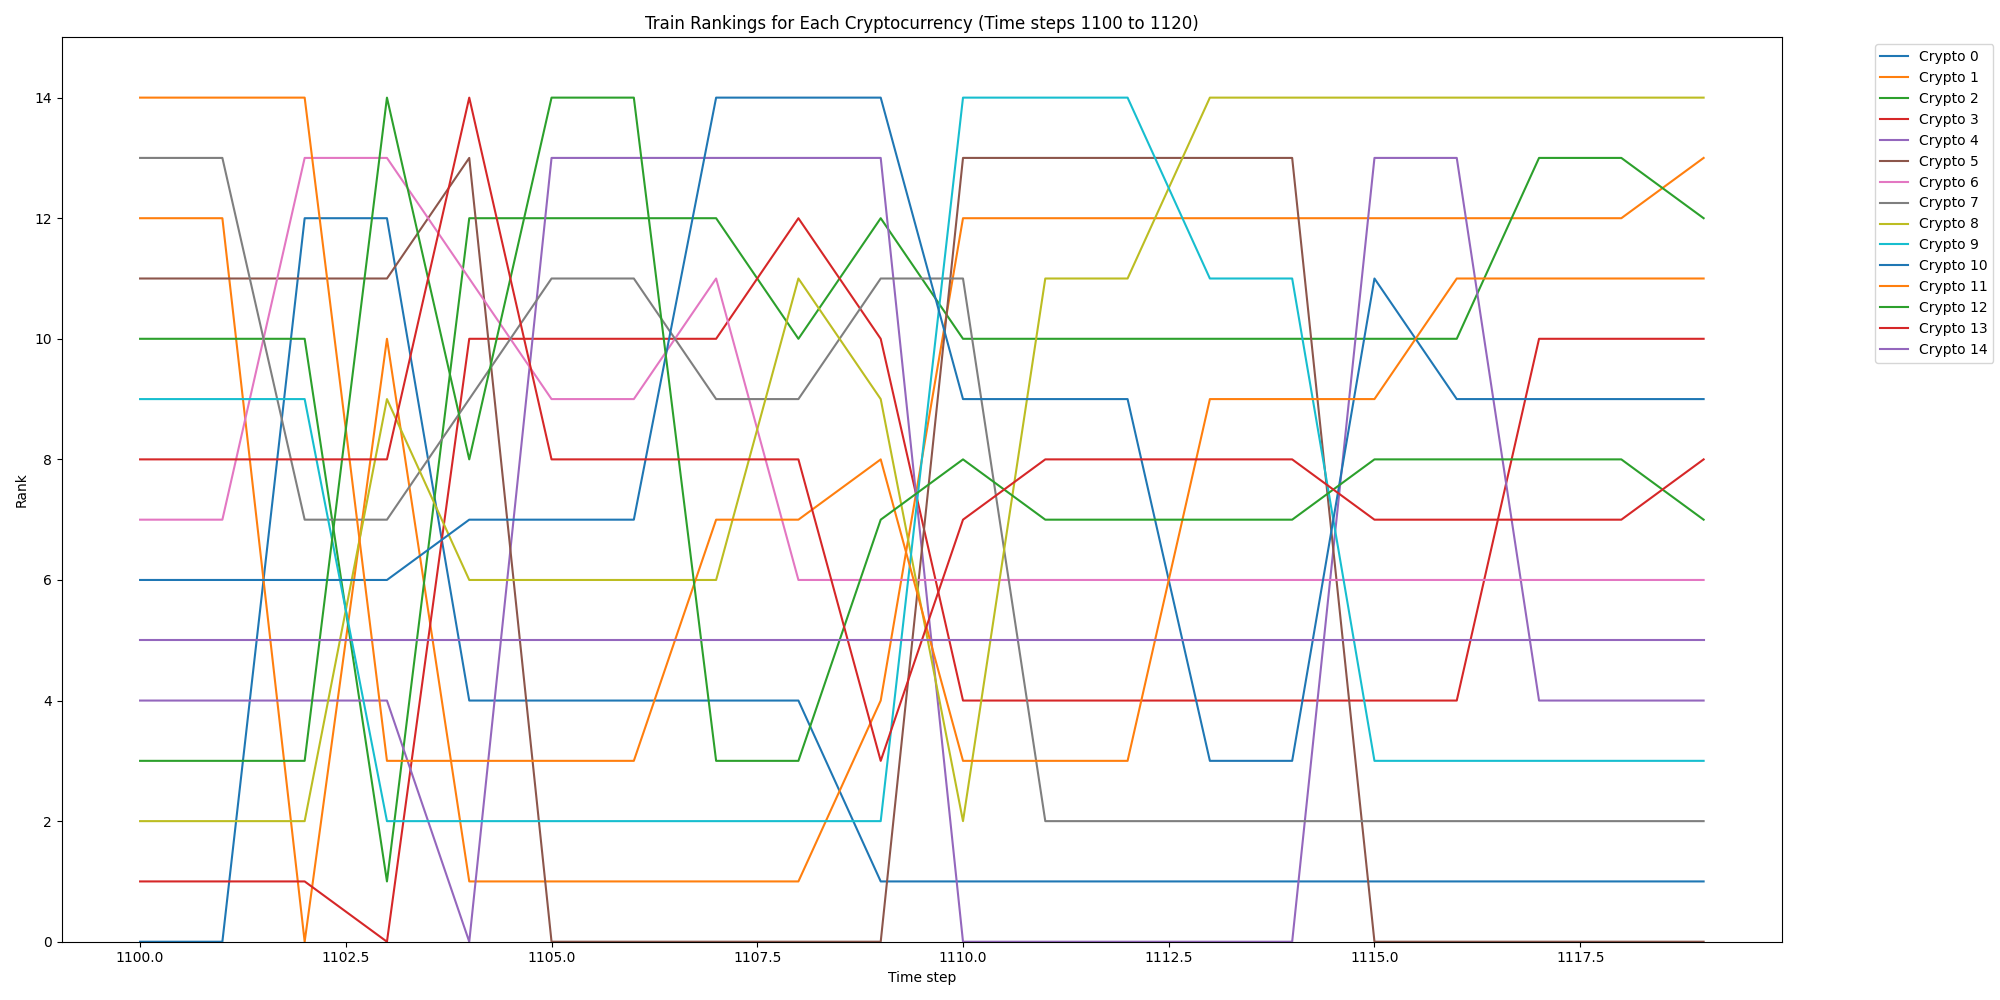 Train Rankings for Each Cryptocurrency (Time steps 1100 to 1120)
Rank
14
12
10
8
6
4
2
0
1100.0 1102.5 1105.0 1107.5 1110.0 1112.5 1115.0 1117.5
Time step
Crypto 0
Crypto 1
Crypto 2
Crypto 3
Crypto 4
Crypto 5
Crypto 6
Crypto 7
Crypto 8
Crypto 9
Crypto 10
Crypto 11
Crypto 12
Crypto 13
Crypto 14